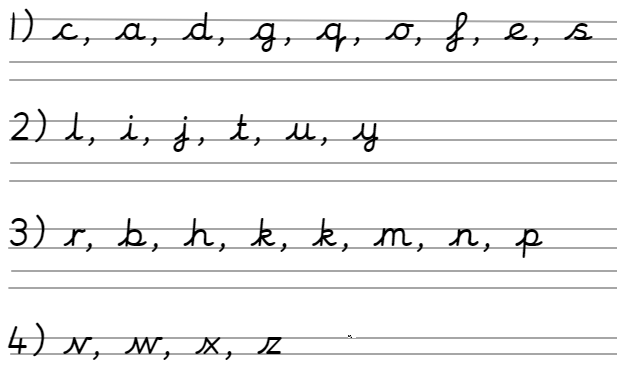 1) c, a, d, g, q, o, f, e, s
2) l, i, j, t, u, y
3) r, b, h, k, k, m, n, p
4) v, w, x, z